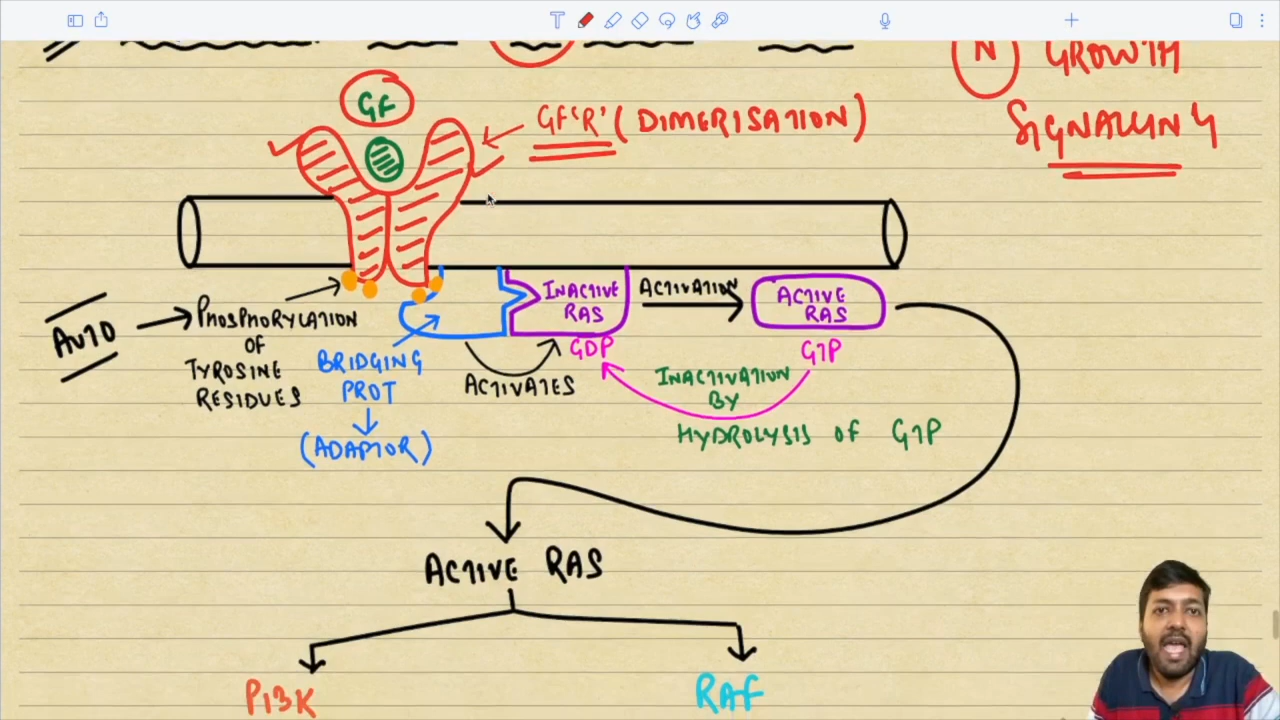 (N) GROWTH
SIGNALLING
GF
GF'R' (DIMERISATION)
INACTIVE
RAS
GDP
ACTIVATION
ACTIVE
RAS
GTP
AUTO
PHOSPHORYLATION
OF
TYROSINE
RESIDUES
BRIDGING
PROT
(ADAPTOR)
ACTIVATES
INACTIVATION
BY
HYDROLYSIS OF GTP
ACTIVE RAS
PI3K
RAF